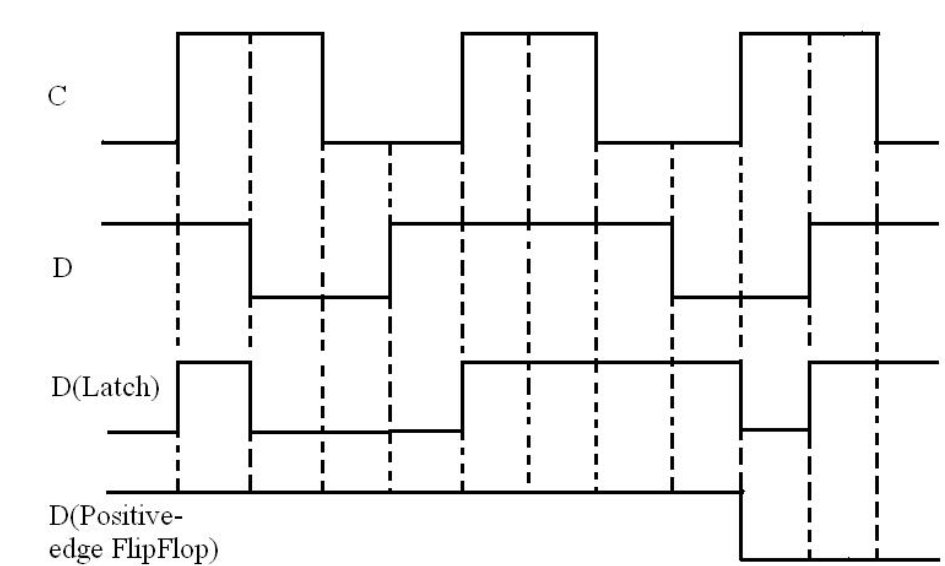 C
D
D(Latch)
D(Positive-
edge FlipFlop)